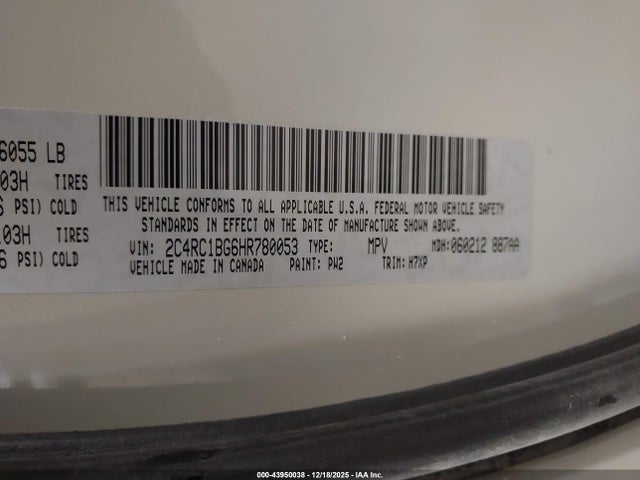 6055 LB
03H TIRES
PSI) COLD
03H TIRES
6 PSI) COLD
THIS VEHICLE CONFORMS TO ALL APPLICABLE U.S.A. FEDERAL MOTOR VEHICLE SAFETY
STANDARDS IN EFFECT ON THE DATE OF MANUFACTURE SHOWN ABOVE.
VIN: 2C4RC1BG6HR780053 TYPE: MPV MDH: 060212 887AA
VEHICLE MADE IN CANADA PAINT: PW2 TRIM: H7XP
000-43950038 - 12/18/2025 - IAA Inc.